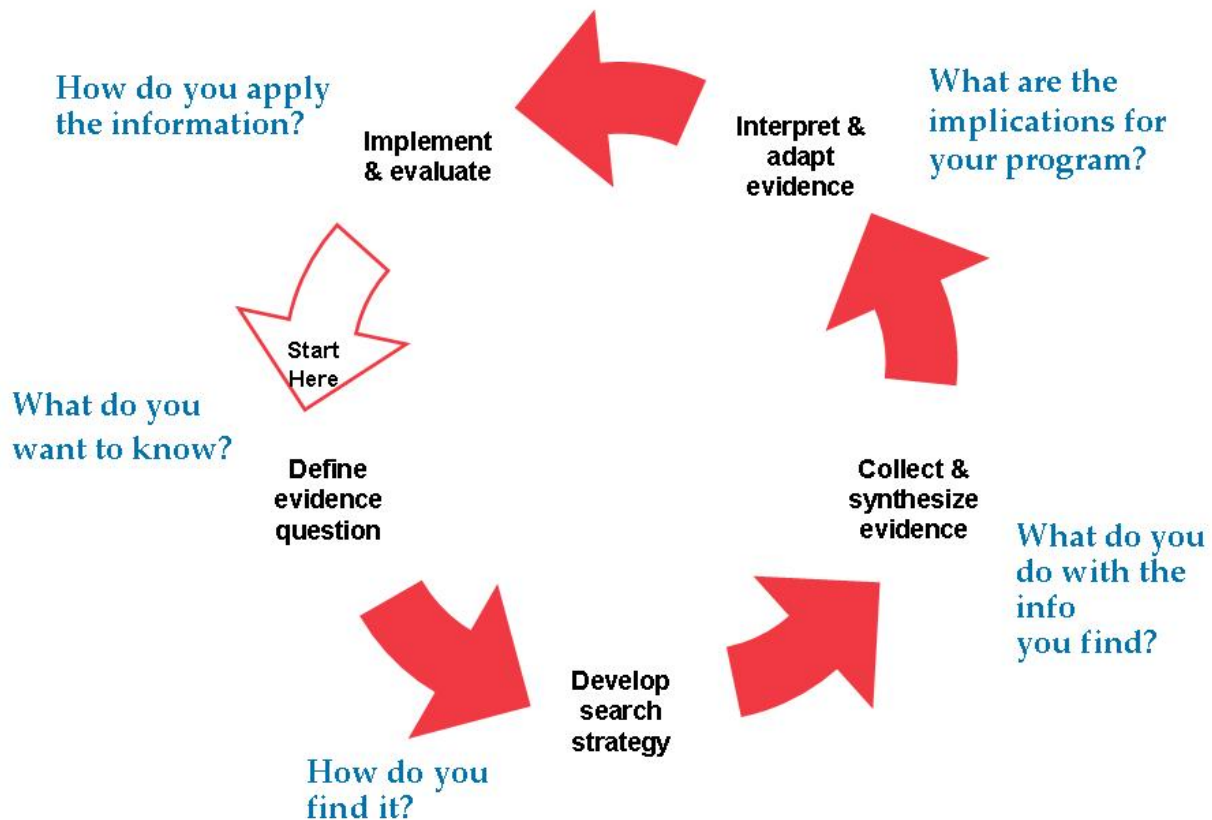 How do you apply
the information?
Implement
& evaluate
Interpret &
adapt
evidence
What are the
implications for
your program?
Start
Here
What do you
want to know?
Define
evidence
question
Collect &
synthesize
evidence
What do you
do with the
info
you find?
Develop
search
strategy
How do you
find it?